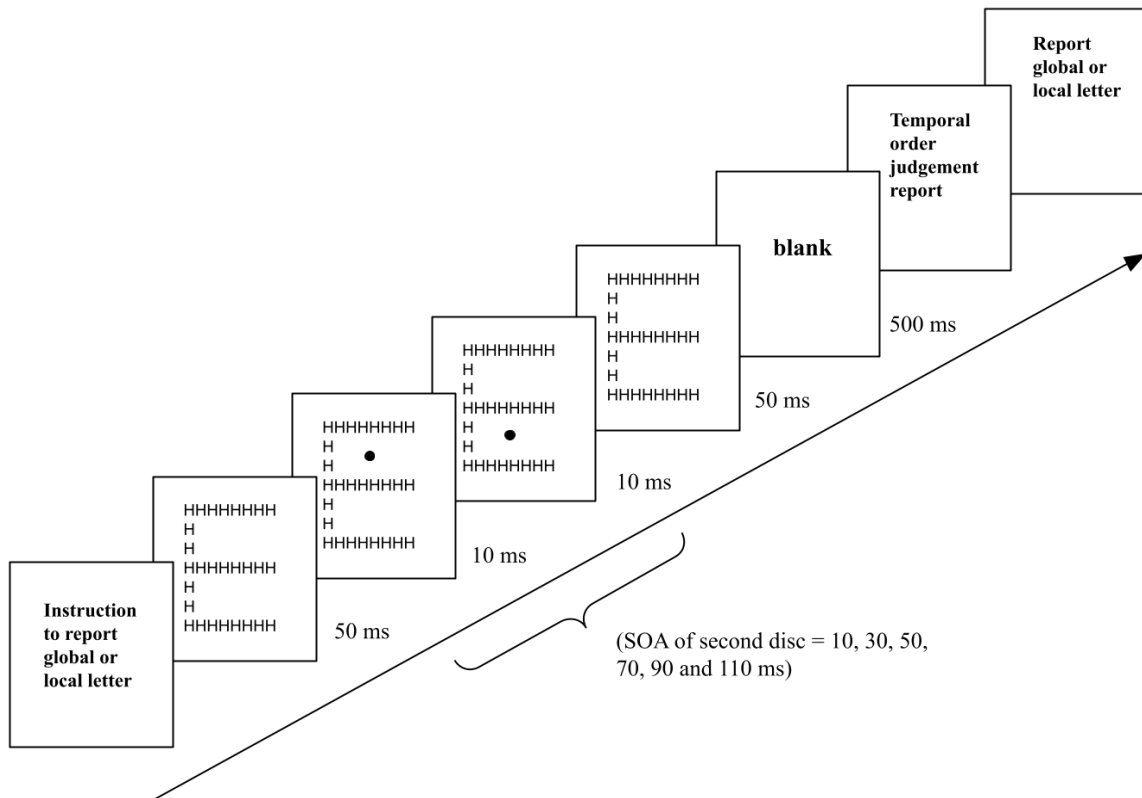 Instruction
to report
global or
local letter
HHHHHHHH
H
H
HHHHHHHH
H
H
HHHHHHHH
50 ms
HHHHHHHH
H
H
HHHHHHHH
H
H
HHHHHHHH
10 ms
HHHHHHHH
H
H
HHHHHHHH
H
H
HHHHHHHH
10 ms
HHHHHHHH
H
H
HHHHHHHH
H
H
HHHHHHHH
50 ms
blank
500 ms
Temporal
order
judgement
report
Report
global or
local letter
(SOA of second disc = 10, 30, 50,
70, 90 and 110 ms)